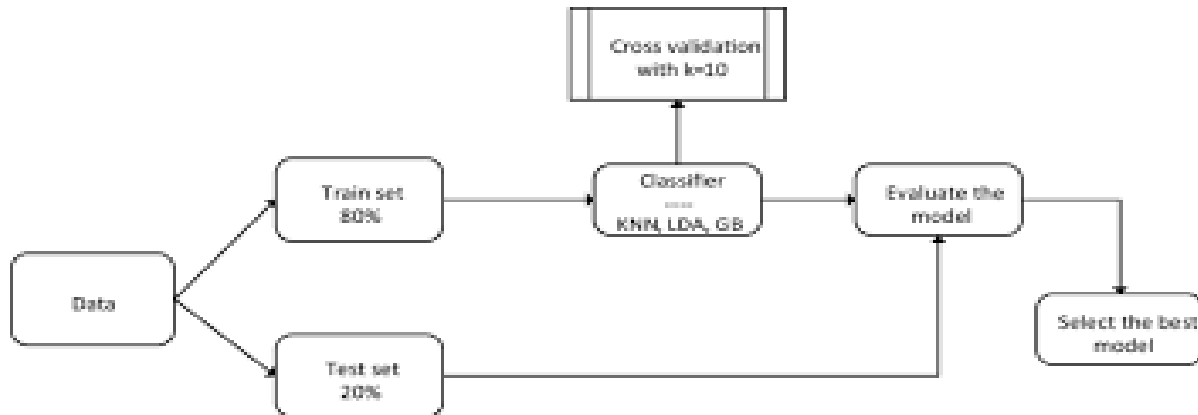 Cross validation
with k=10
Train set
80%
Classifier
-----
KNN, LDA, GB
Evaluate the
model
Data
Select the best
model
Test set
20%